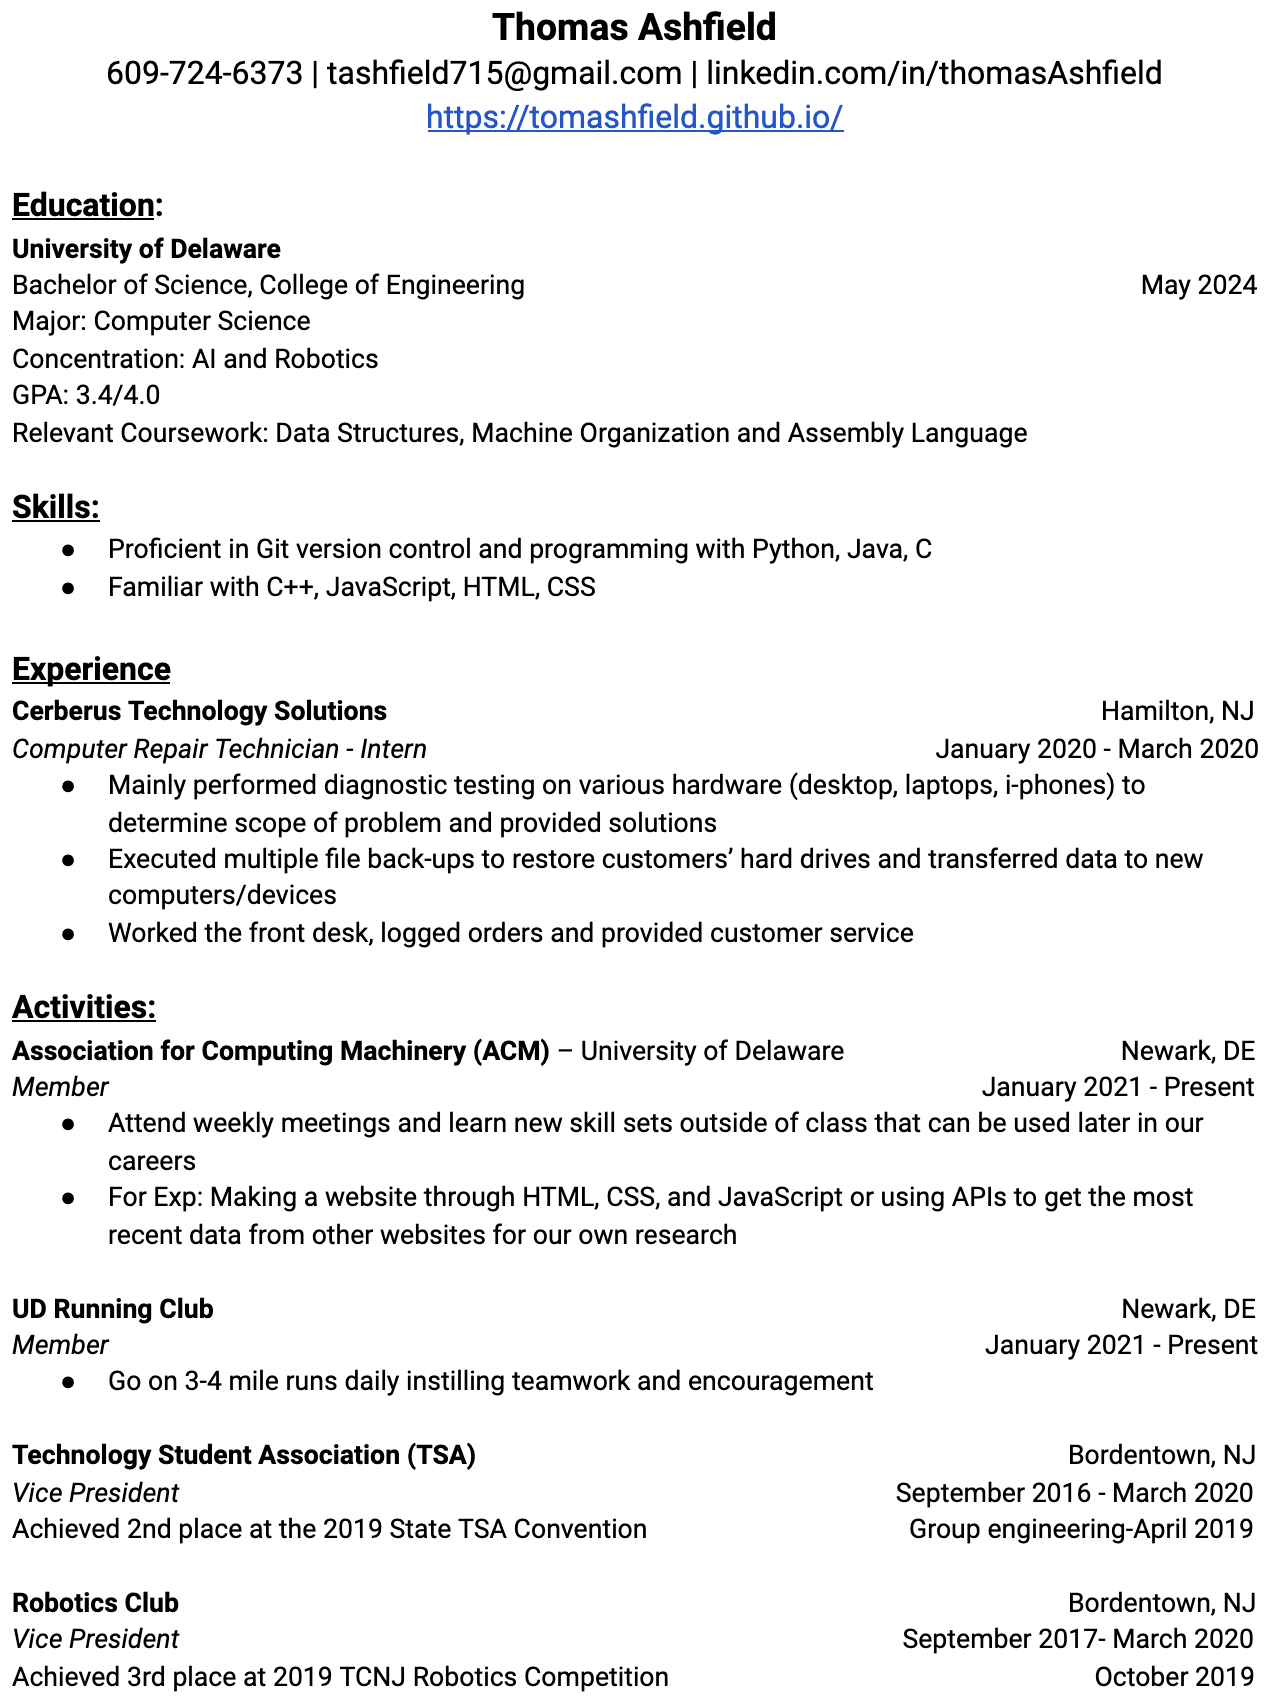 Thomas Ashfield
609-724-6373 | tashfield715@gmail.com | linkedin.com/in/thomasAshfield
https://tomashfield.github.io/
Education:
University of Delaware
Bachelor of Science, College of Engineering May 2024
Major: Computer Science
Concentration: AI and Robotics
GPA: 3.4/4.0
Relevant Coursework: Data Structures, Machine Organization and Assembly Language
Skills:
● Proficient in Git version control and programming with Python, Java, C
● Familiar with C++, JavaScript, HTML, CSS
Experience
Cerberus Technology Solutions Hamilton, NJ
Computer Repair Technician - Intern January 2020 - March 2020
● Mainly performed diagnostic testing on various hardware (desktop, laptops, i-phones) to
determine scope of problem and provided solutions
● Executed multiple file back-ups to restore customers’ hard drives and transferred data to new
computers/devices
● Worked the front desk, logged orders and provided customer service
Activities:
Association for Computing Machinery (ACM) – University of Delaware Newark, DE
Member January 2021 - Present
● Attend weekly meetings and learn new skill sets outside of class that can be used later in our
careers
● For Exp: Making a website through HTML, CSS, and JavaScript or using APIs to get the most
recent data from other websites for our own research
UD Running Club Newark, DE
Member January 2021 - Present
● Go on 3-4 mile runs daily instilling teamwork and encouragement
Technology Student Association (TSA) Bordentown, NJ
Vice President September 2016 - March 2020
Achieved 2nd place at the 2019 State TSA Convention Group engineering-April 2019
Robotics Club Bordentown, NJ
Vice President September 2017- March 2020
Achieved 3rd place at 2019 TCNJ Robotics Competition October 2019